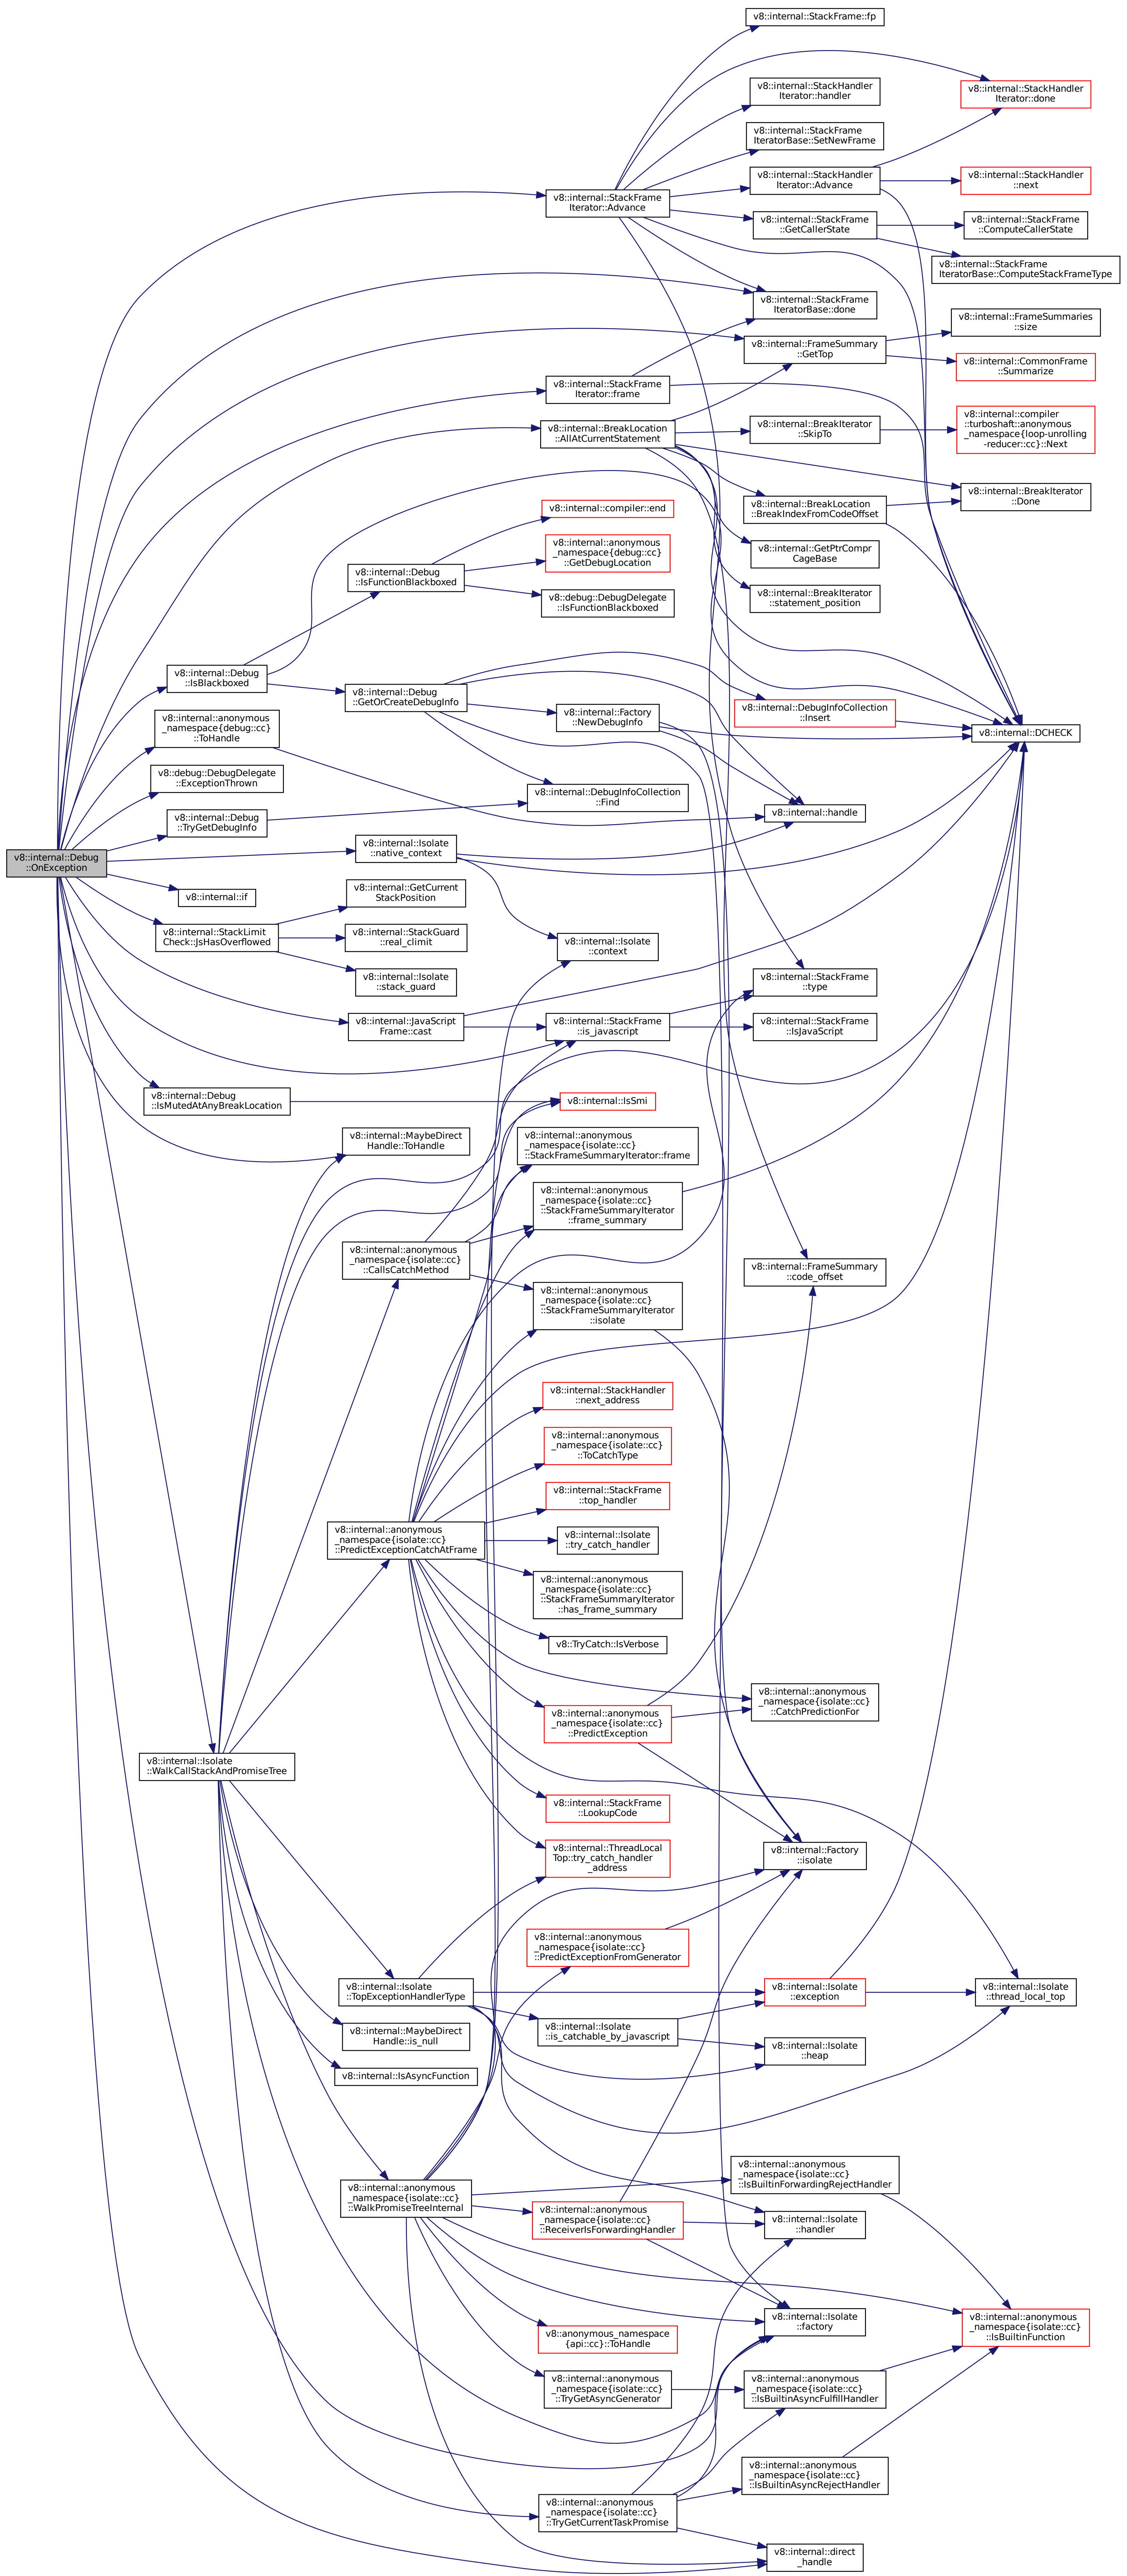 v8::internal::StackFrame::fp
v8::internal::StackHandler
Iterator::handler
v8::internal::StackHandler
Iterator::done
v8::internal::StackFrame
IteratorBase::SetNewFrame
v8::internal::StackHandler
Iterator::Advance
v8::internal::StackHandler
::next
v8::internal::StackFrame
Iterator::Advance
v8::internal::StackFrame
::GetCallerState
v8::internal::StackFrame
::ComputeCallerState
v8::internal::StackFrame
IteratorBase::ComputeStackFrameType
v8::internal::StackFrame
IteratorBase::done
v8::internal::FrameSummaries
::size
v8::internal::FrameSummary
::GetTop
v8::internal::CommonFrame
::Summarize
v8::internal::StackFrame
Iterator::frame
v8::internal::BreakLocation
::AllAtCurrentStatement
v8::internal::BreakIterator
::SkipTo
v8::internal::compiler
::turboshaft::anonymous
_namespace{loop-unrolling
-reducer::cc}::Next
v8::internal::BreakIterator
::Done
v8::internal::BreakLocation
::BreakIndexFromCodeOffset
v8::internal::compiler::end
v8::internal::anonymous
_namespace{debug::cc}
::GetDebugLocation
v8::internal::GetPtrCompr
CageBase
v8::internal::Debug
::IsFunctionBlackboxed
v8::debug::DebugDelegate
::IsFunctionBlackboxed
v8::internal::BreakIterator
::statement_position
v8::internal::Debug
::IsBlackboxed
v8::internal::Debug
::GetOrCreateDebugInfo
v8::internal::Factory
::NewDebugInfo
v8::internal::DebugInfoCollection
::Insert
v8::internal::DCHECK
v8::internal::anonymous
_namespace{debug::cc}
::ToHandle
v8::debug::DebugDelegate
::ExceptionThrown
v8::internal::DebugInfoCollection
::Find
v8::internal::handle
v8::internal::Debug
::TryGetDebugInfo
v8::internal::Isolate
::native_context
v8::internal::Debug
::OnException
v8::internal::if
v8::internal::GetCurrent
StackPosition
v8::internal::StackLimit
Check::JsHasOverflowed
v8::internal::StackGuard
::real_climit
v8::internal::Isolate
::context
v8::internal::Isolate
::stack_guard
v8::internal::StackFrame
::type
v8::internal::JavaScript
Frame::cast
v8::internal::StackFrame
::is_javascript
v8::internal::StackFrame
::IsJavaScript
v8::internal::Debug
::IsMutedAtAnyBreakLocation
v8::internal::IsSmi
v8::internal::MaybeDirect
Handle::ToHandle
v8::internal::anonymous
_namespace{isolate::cc}
::StackFrameSummaryIterator::frame
v8::internal::anonymous
_namespace{isolate::cc}
::StackFrameSummaryIterator
::frame_summary
v8::internal::anonymous
_namespace{isolate::cc}
::CallsCatchMethod
v8::internal::FrameSummary
::code_offset
v8::internal::anonymous
_namespace{isolate::cc}
::StackFrameSummaryIterator
::isolate
v8::internal::StackHandler
::next_address
v8::internal::anonymous
_namespace{isolate::cc}
::ToCatchType
v8::internal::StackFrame
::top_handler
v8::internal::anonymous
_namespace{isolate::cc}
::PredictExceptionCatchAtFrame
v8::internal::Isolate
::try_catch_handler
v8::internal::anonymous
_namespace{isolate::cc}
::StackFrameSummaryIterator
::has_frame_summary
v8::TryCatch::IsVerbose
v8::internal::anonymous
_namespace{isolate::cc}
::CatchPredictionFor
v8::internal::anonymous
_namespace{isolate::cc}
::PredictException
v8::internal::Isolate
::WalkCallStackAndPromiseTree
v8::internal::StackFrame
::LookupCode
v8::internal::ThreadLocal
Top::try_catch_handler
_address
v8::internal::Factory
::isolate
v8::internal::anonymous
_namespace{isolate::cc}
::PredictExceptionFromGenerator
v8::internal::Isolate
::TopExceptionHandlerType
v8::internal::Isolate
::exception
v8::internal::Isolate
::thread_local_top
v8::internal::MaybeDirect
Handle::is_null
v8::internal::Isolate
::is_catchable_by_javascript
v8::internal::Isolate
::heap
v8::internal::IsAsyncFunction
v8::internal::anonymous
_namespace{isolate::cc}
::IsBuiltinForwardingRejectHandler
v8::internal::anonymous
_namespace{isolate::cc}
::WalkPromiseTreeInternal
v8::internal::anonymous
_namespace{isolate::cc}
::ReceiverIsForwardingHandler
v8::internal::Isolate
::handler
v8::internal::Isolate
::factory
v8::internal::anonymous
_namespace{isolate::cc}
::IsBuiltinFunction
v8::anonymous_namespace
{api::cc}::ToHandle
v8::internal::anonymous
_namespace{isolate::cc}
::TryGetAsyncGenerator
v8::internal::anonymous
_namespace{isolate::cc}
::IsBuiltinAsyncFulfillHandler
v8::internal::anonymous
_namespace{isolate::cc}
::IsBuiltinAsyncRejectHandler
v8::internal::anonymous
_namespace{isolate::cc}
::TryGetCurrentTaskPromise
v8::internal::direct
_handle